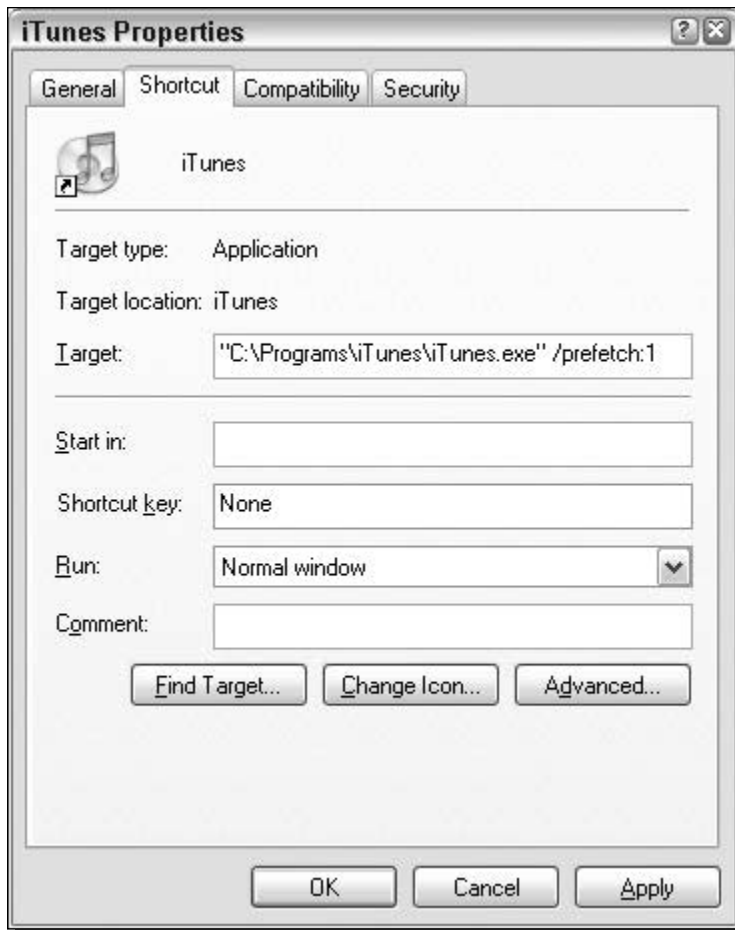 iTunes Properties
General Shortcut Compatibility Security
iTunes
Target type: Application
Target location: iTunes
Target: "C:\Programs\iTunes\iTunes.exe" /prefetch:1
Start in:
Shortcut key: None
Run: Normal window
Comment:
Find Target... Change Icon... Advanced...
OK Cancel Apply